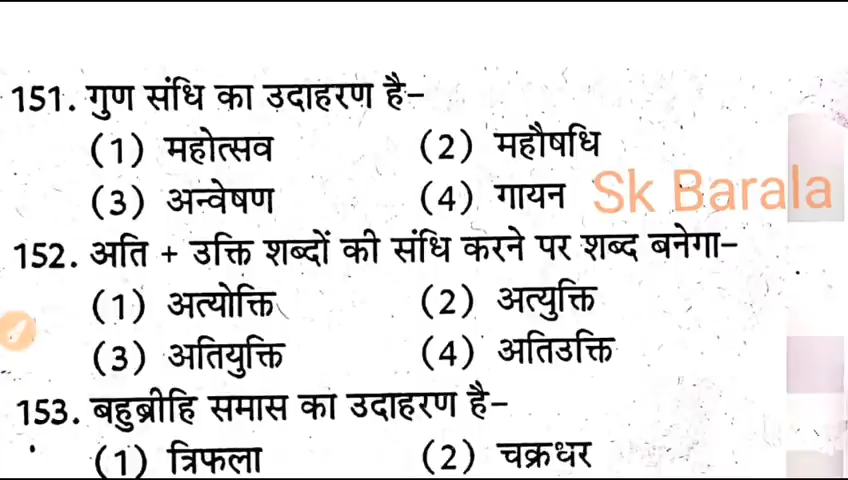 151. गुण संधि का उदाहरण है–
(1) महोत्सव (2) महौषधि
(3) अन्वेषण (4) गायन Sk Barala
152. अति + उक्ति शब्दों की संधि करने पर शब्द बनेगा–
(1) अत्योक्ति (2) अत्युक्ति
(3) अतियुक्ति (4) अतिउक्ति
153. बहुब्रीहि समास का उदाहरण है–
(1) त्रिफला (2) चक्रधर